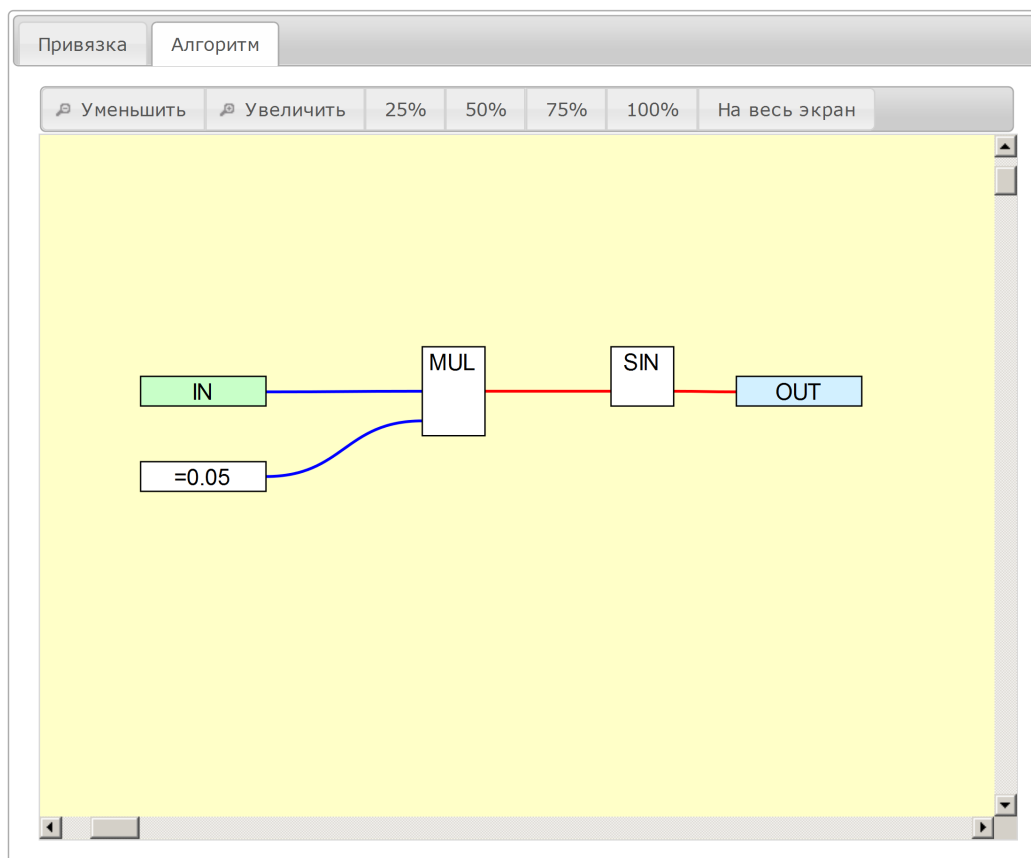 Привязка Алгоритм
Уменьшить Увеличить 25% 50% 75% 100% На весь экран
MUL SIN
IN OUT
=0.05